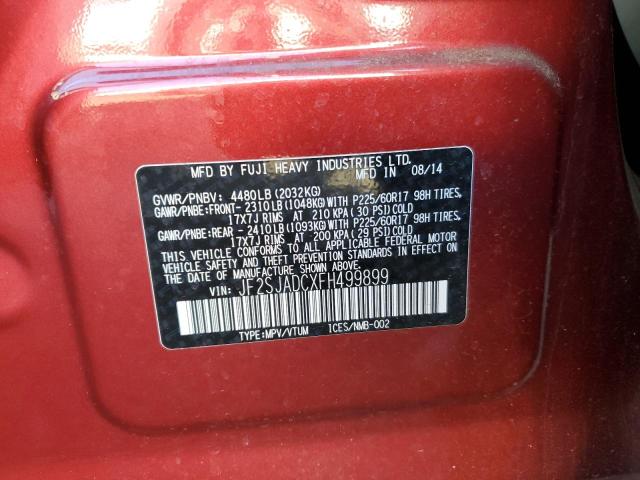 MFD BY FUJI HEAVY INDUSTRIES LTD.
MFD IN 08/14
GVWR/PNBV: 4480LB(2032KG)
GAWR/PNBE:FRONT-2310LB(1048KG)WITH P225/60R17 98H TIRES,
17X7J RIMS AT 210 KPA (30 PSI)COLD
GAWR/PNBE:REAR -2410LB(1093KG)WITH P225/60R17 98H TIRES,
17X7J RIMS AT 200 KPA (29 PSI)COLD
THIS VEHICLE CONFORMS TO ALL APPLICABLE FEDERAL MOTOR
VEHICLE SAFETY AND THEFT PREVENTION STANDARDS IN EFFECT
ON THE DATE OF MANUFACTURE SHOWN ABOVE.
VIN: JF2SJADCXFH499899
TYPE:MPV/VTUM ICES/NMB-002